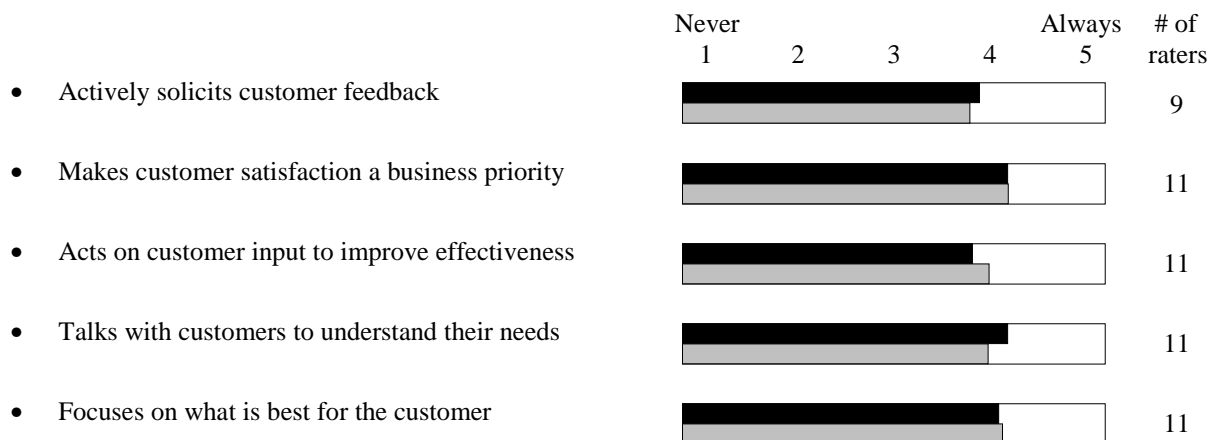 Never Always # of
1 2 3 4 5 raters
• Actively solicits customer feedback 9
• Makes customer satisfaction a business priority 11
• Acts on customer input to improve effectiveness 11
• Talks with customers to understand their needs 11
• Focuses on what is best for the customer 11